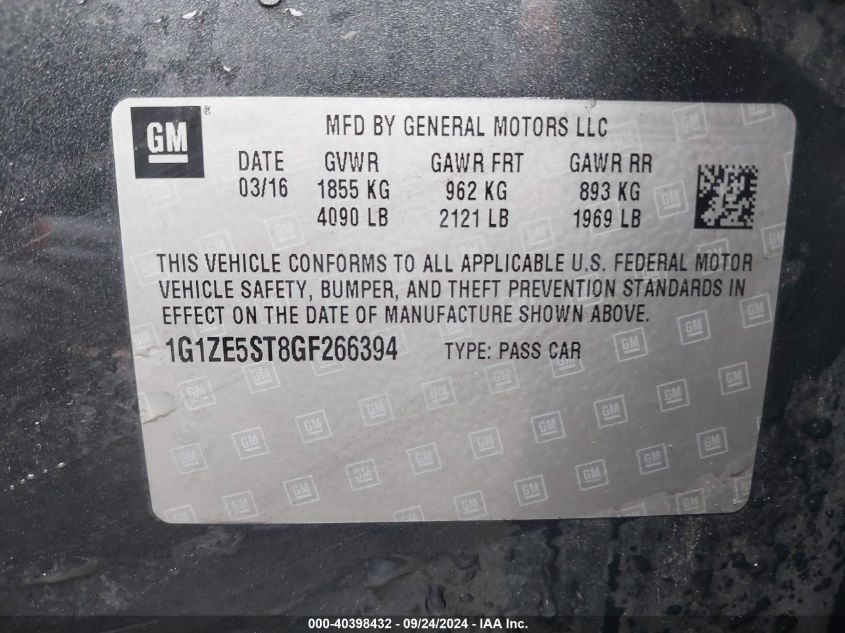 GM®
MFD BY GENERAL MOTORS LLC
DATE GVWR GAWR FRT GAWR RR
03/16 1855 KG 962 KG 893 KG
4090 LB 2121 LB 1969 LB
THIS VEHICLE CONFORMS TO ALL APPLICABLE U.S. FEDERAL MOTOR
VEHICLE SAFETY, BUMPER, AND THEFT PREVENTION STANDARDS IN
EFFECT ON THE DATE OF MANUFACTURE SHOWN ABOVE.
1G1ZE5ST8GF266394 TYPE: PASS CAR
000-40398432 - 09/24/2024 - IAA Inc.